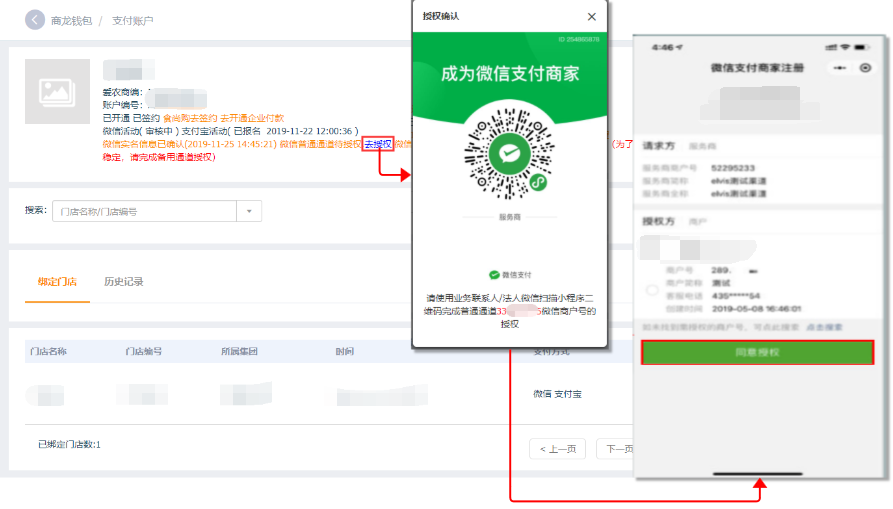 商龙钱包 / 支付账户
爱农商编:
账户编号:
已开通 已签约 食尚购去签约 去开通企业付款
微信活动( 审核中 ) 支付宝活动( 已报名 2019-11-22 12:00:36 )
微信实名信息已确认(2019-11-25 14:45:21) 微信普通通道待授权 去授权 微信
(为了
稳定，请完成备用通道授权)
搜索: 门店名称/门店编号
绑定门店 历史记录
门店名称 门店编号 所属集团 时间 支付方式
微信 支付宝
已绑定门店数:1
< 上一页 下一页
授权确认
成为微信支付商家
服务商
微信支付
请使用业务联系人/法人微信扫描小程序二
维码完成普通通道33 5微信商户号的
授权
4:46
微信支付商家注册
请求方 服务商
服务商商户号 52295233
服务商简称 elvis测试渠道
服务商全称 elvis测试渠道
授权方 商户
商户号 289.
商户简称 测试
客服电话 435*****54
创建时间 2019-05-08 16:46:01
如未找到需授权的商户号，可点此搜索 点击搜索
同意授权